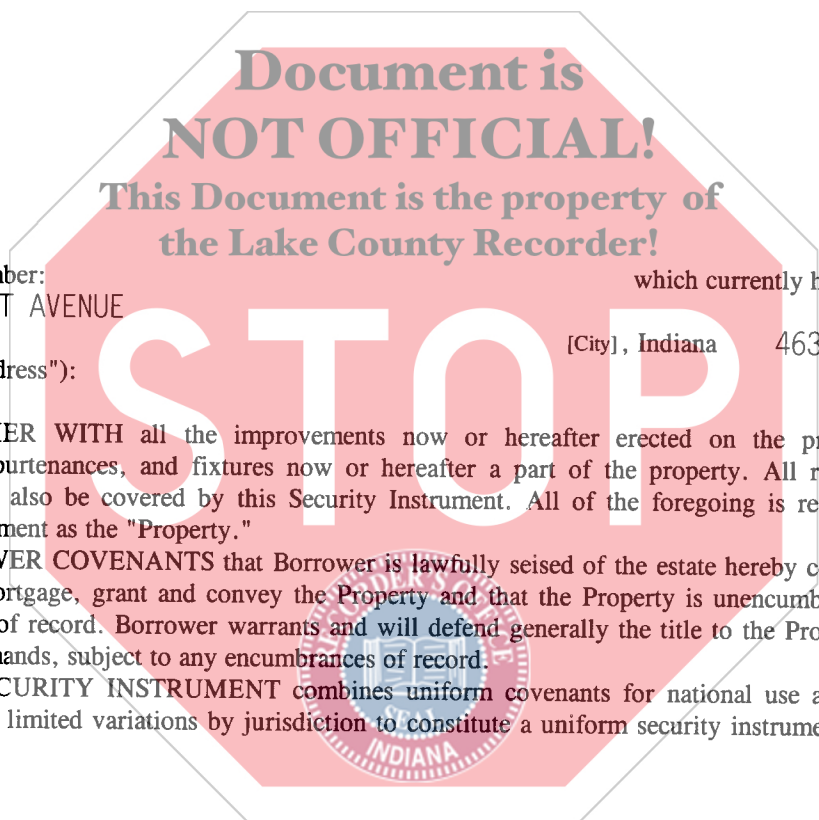 Document is
NOT OFFICIAL!
This Document is the property of
the Lake County Recorder!
ber: which currently h
T AVENUE
[City], Indiana 463
dress"):
STOP
ER WITH all the improvements now or hereafter erected on the pr
purtenances, and fixtures now or hereafter a part of the property. All r
also be covered by this Security Instrument. All of the foregoing is re
ment as the "Property."
VER COVENANTS that Borrower is lawfully seised of the estate hereby c
ortgage, grant and convey the Property and that the Property is unencumb
of record. Borrower warrants and will defend generally the title to the Pro
ands, subject to any encumbrances of record.
CURITY INSTRUMENT combines uniform covenants for national use a
limited variations by jurisdiction to constitute a uniform security instrume
RECORDER'S OFFICE
SEAL
INDIANA